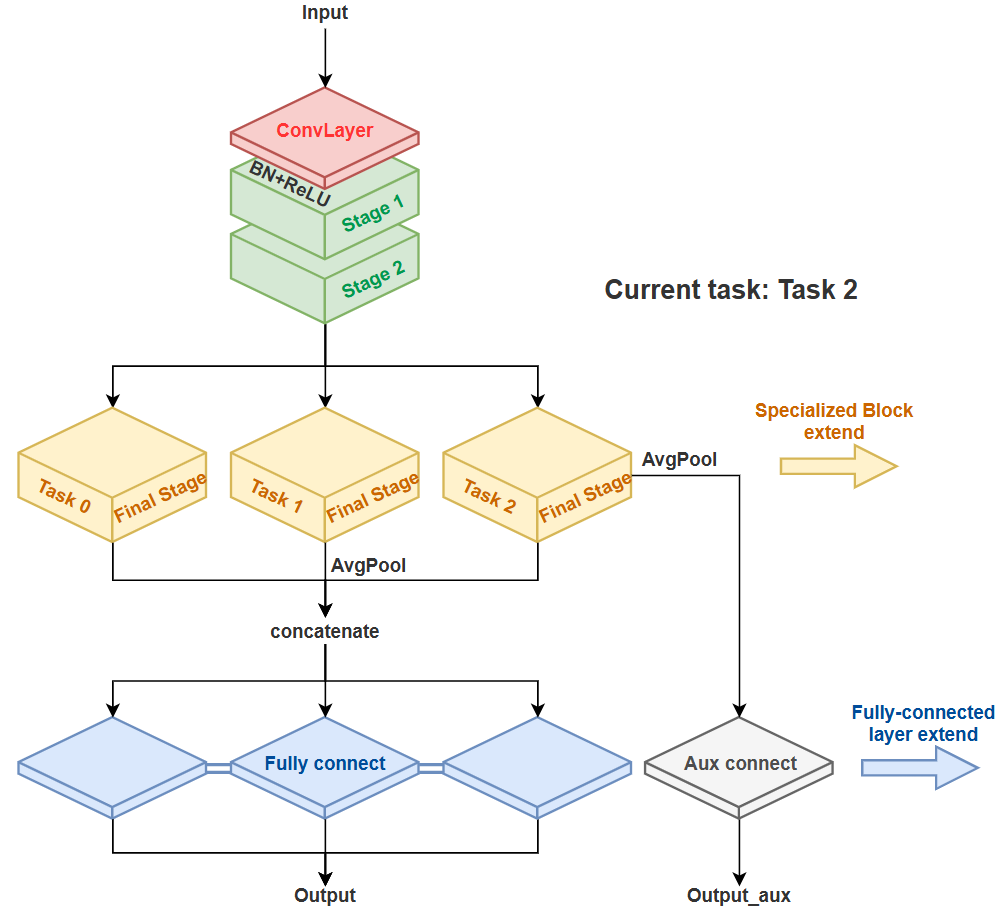 Input
ConvLayer
BN+ReLU
Stage 1
Stage 2
Current task: Task 2
Specialized Block
extend
Task 0
Final Stage
Task 1
Final Stage
Task 2
Final Stage
AvgPool
AvgPool
concatenate
Fully-connected
layer extend
Fully connect
Aux connect
Output
Output_aux